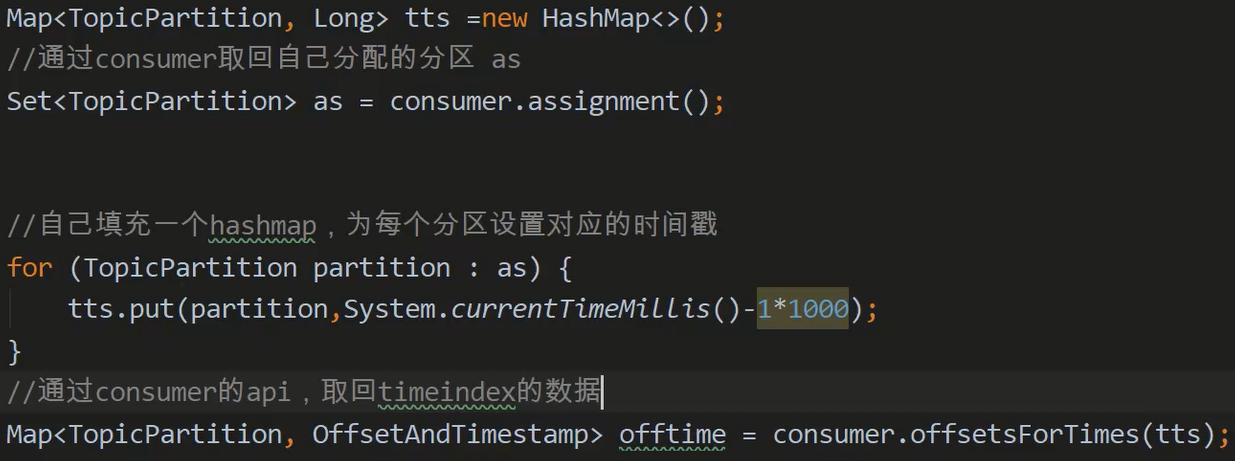 Map<TopicPartition, Long> tts =new HashMap<>();
//通过consumer取回自己分配的分区 as
Set<TopicPartition> as = consumer.assignment();
//自己填充一个hashmap，为每个分区设置对应的时间戳
for (TopicPartition partition : as) {
tts.put(partition,System.currentTimeMillis()-1*1000);
}
//通过consumer的api，取回timeindex的数据
Map<TopicPartition, OffsetAndTimestamp> offtime = consumer.offsetsForTimes(tts);